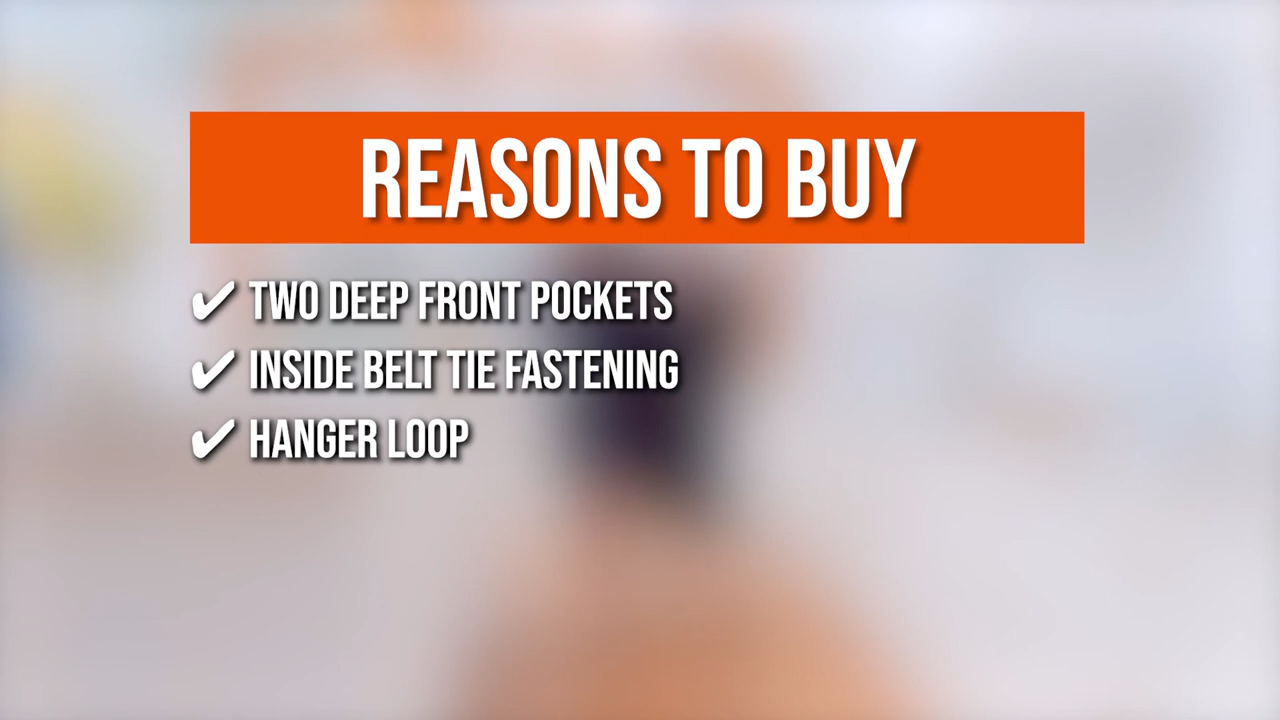 REASONS TO BUY
✔ TWO DEEP FRONT POCKETS
✔ INSIDE BELT TIE FASTENING
✔ HANGER LOOP